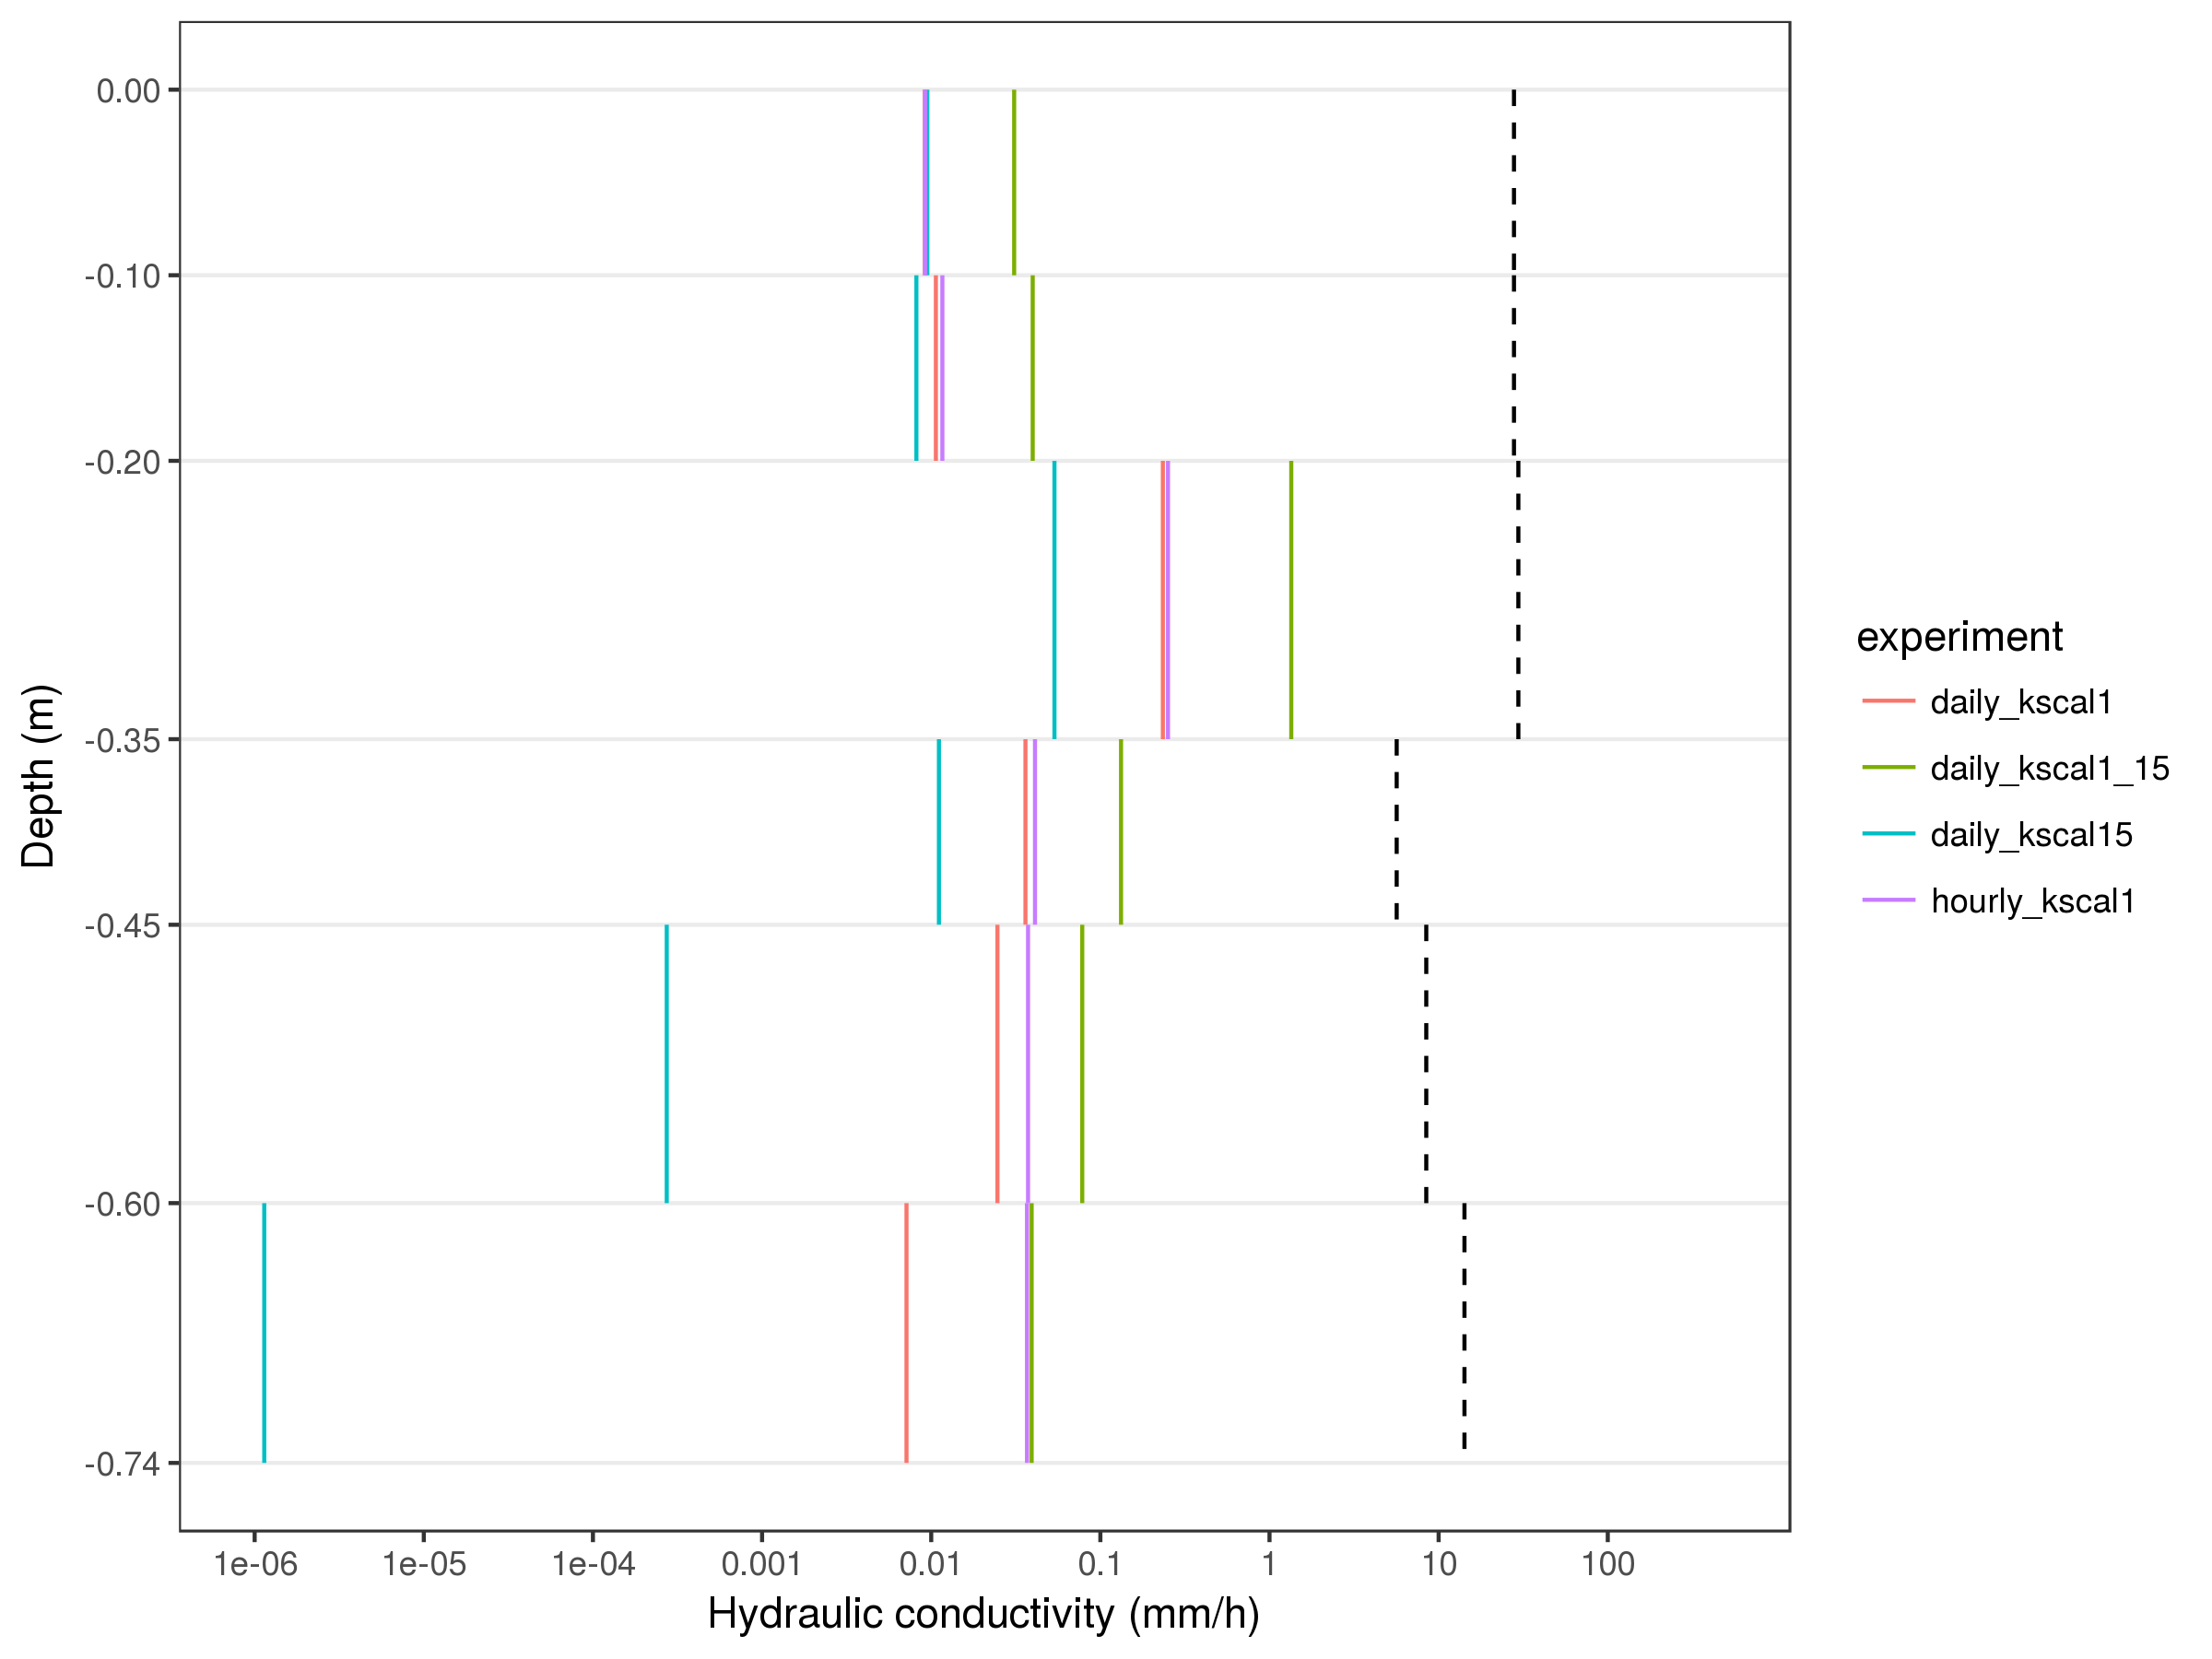 0.00
-0.10
-0.20
-0.35
-0.45
-0.60
-0.74
Depth (m)
1e-06 1e-05 1e-04 0.001 0.01 0.1 1 10 100
Hydraulic conductivity (mm/h)
experiment
daily_kscal1
daily_kscal1_15
daily_kscal15
hourly_kscal1